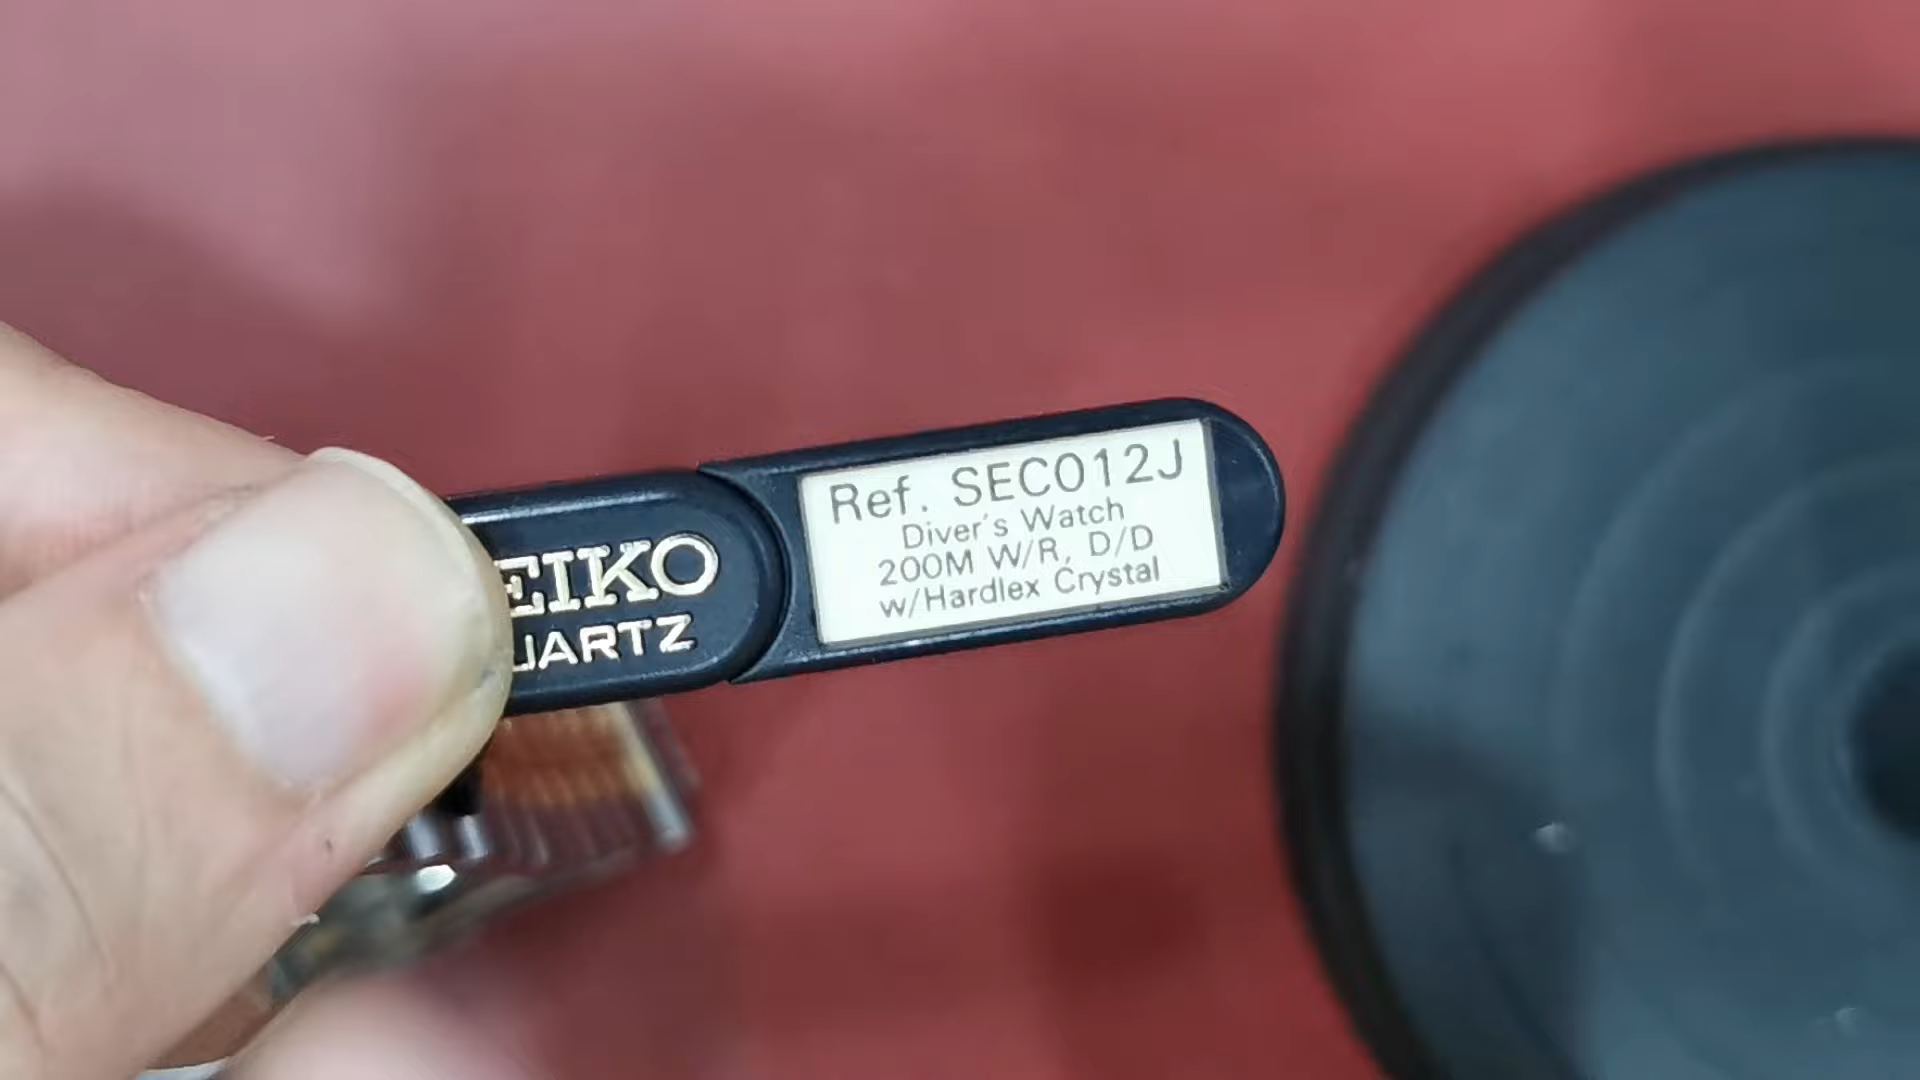 EIKO
UARTZ
Ref. SEC012J
Diver's Watch
200M W/R, D/D
w/Hardlex Crystal